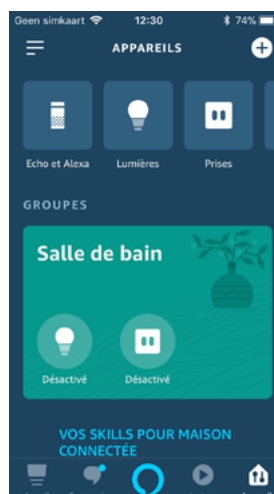 Geen simkaart 12:30 74%
APPAREILS
Echo et Alexa Lumières Prises
GROUPES
Salle de bain
Désactivé Désactivé
VOS SKILLS POUR MAISON
CONNECTÉE